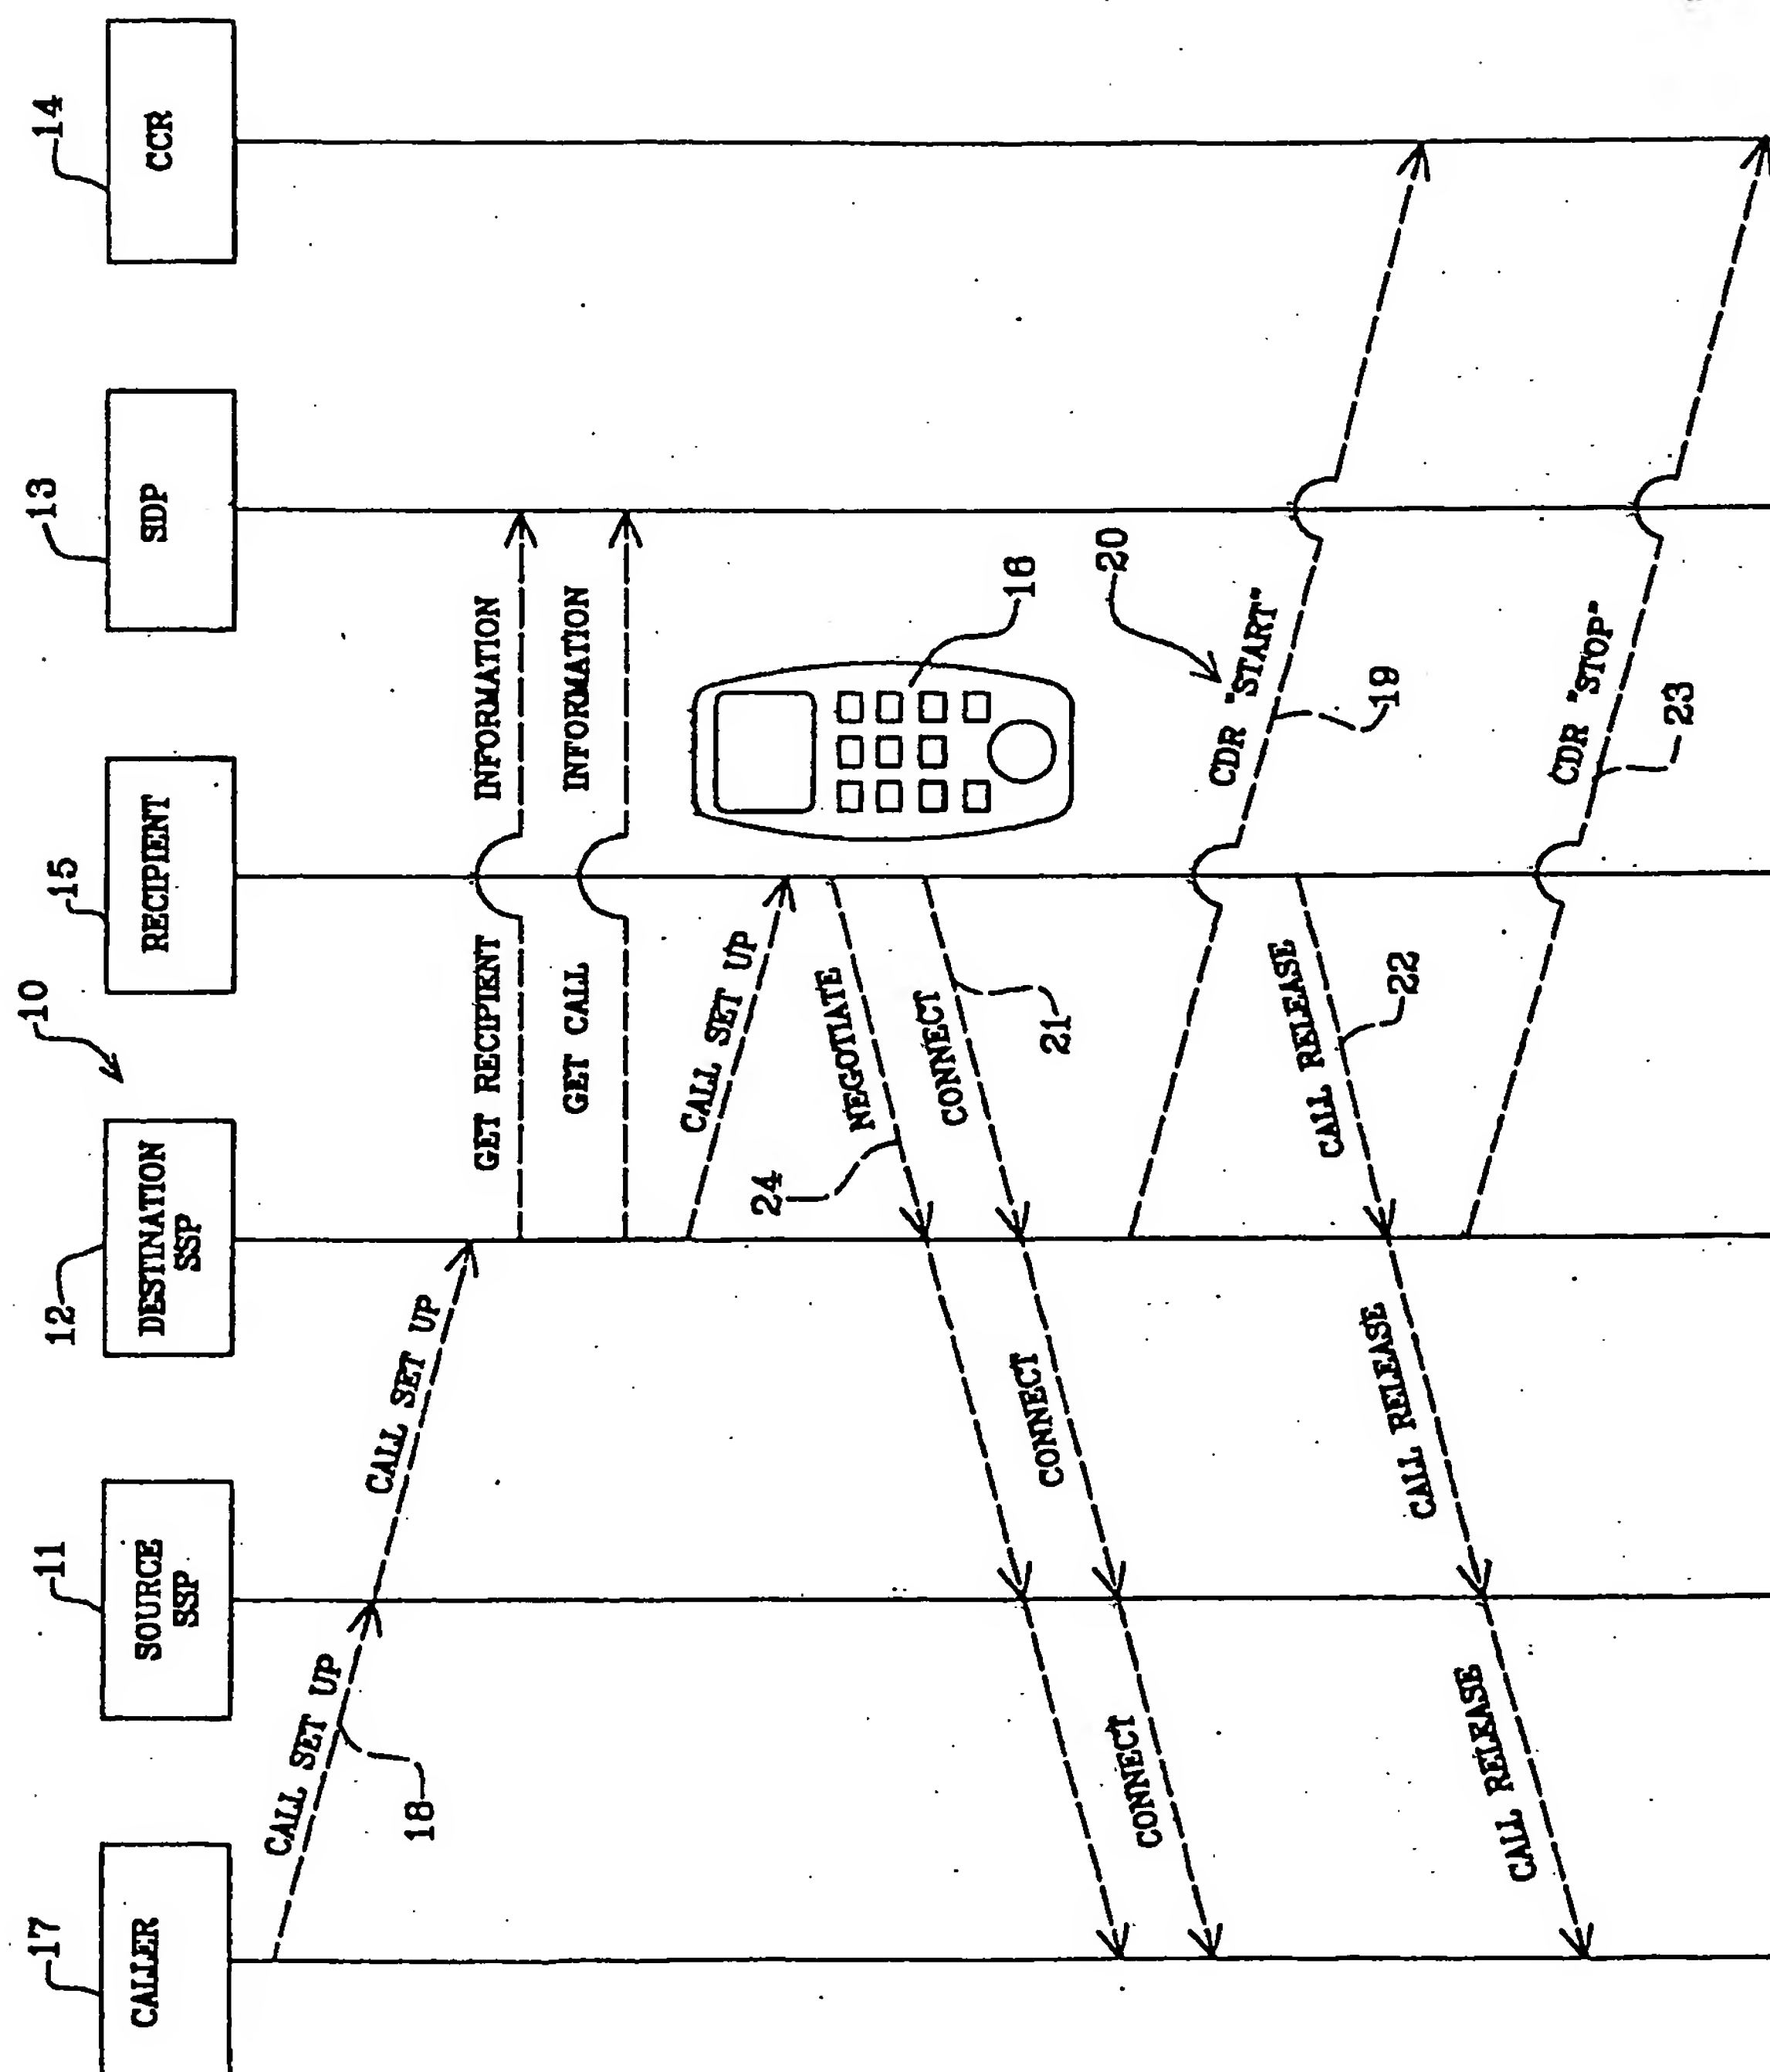 17
11
12
10
15
13
14
CALLER
SOURCE
SSP
DESTINATION
SSP
RECIPIENT
SDP
CCR
CALL SET UP
18
CALL SET UP
GET RECIPIENT INFORMATION
GET CALL INFORMATION
CALL SET UP
16
NEGOTIATE
24
CONNECT
21
CONNECT
CONNECT
20
CDR "START"
19
CALL RELEASE
22
CALL RELEASE
CALL RELEASE
CDR "STOP"
23